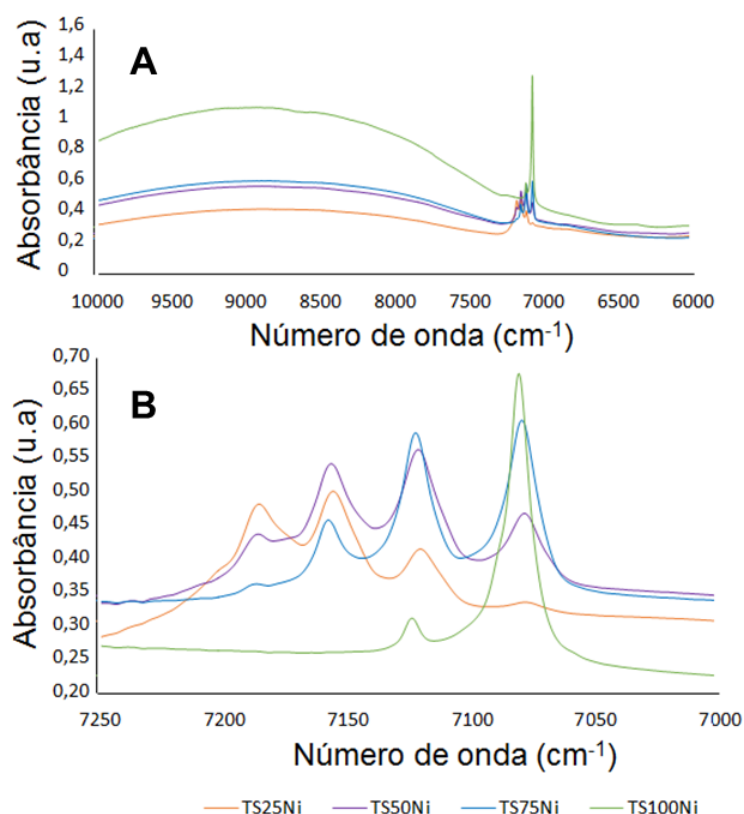 A
Absorbância (u.a)
1,6
1,4
1,2
1
0,8
0,6
0,4
0,2
0
10000 9500 9000 8500 8000 7500 7000 6500 6000
Número de onda (cm-1)
B
Absorbância (u.a)
0,70
0,65
0,60
0,55
0,50
0,45
0,40
0,35
0,30
0,25
0,20
7250 7200 7150 7100 7050 7000
Número de onda (cm-1)
TS25Ni TS50Ni TS75Ni TS100Ni